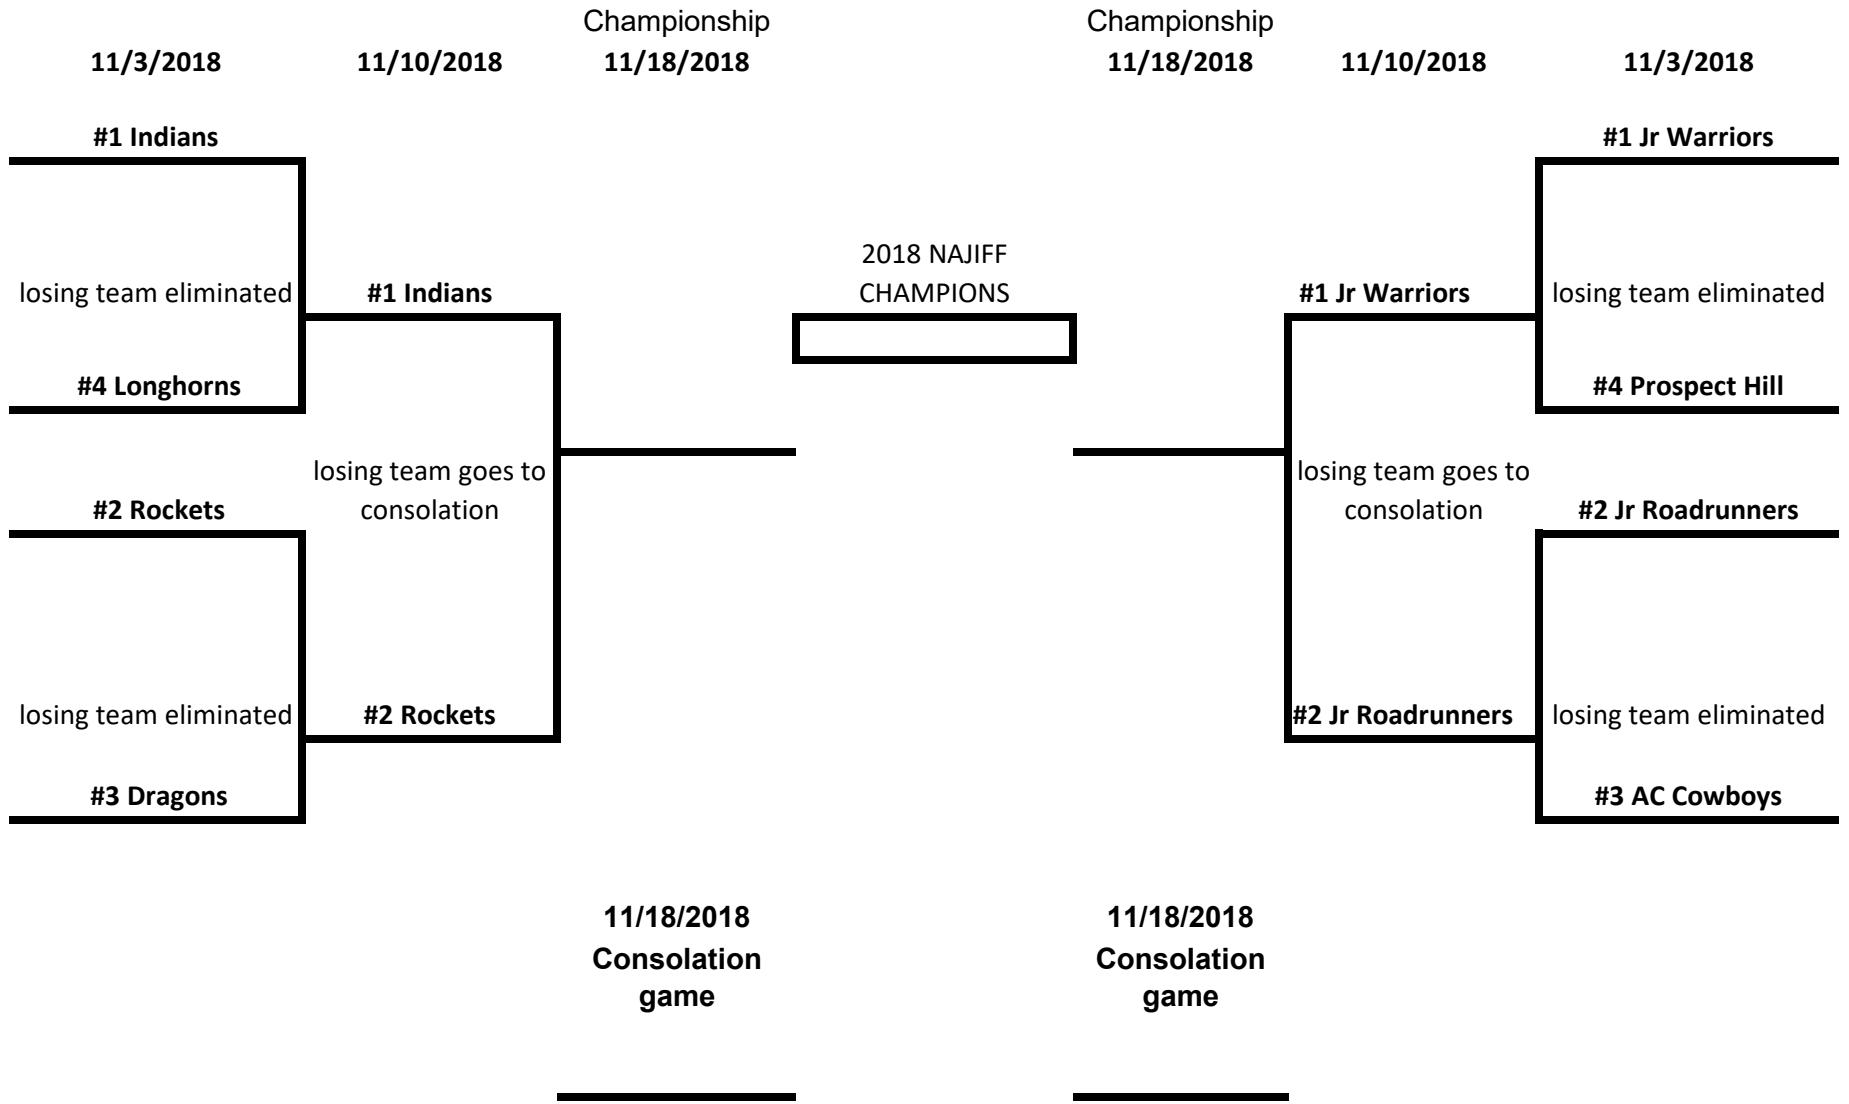 Championship Championship
11/3/2018 11/10/2018 11/18/2018 11/18/2018 11/10/2018 11/3/2018
#1 Indians #1 Jr Warriors
2018 NAJIFF
losing team eliminated #1 Indians CHAMPIONS #1 Jr Warriors losing team eliminated
#4 Longhorns #4 Prospect Hill
losing team goes to losing team goes to
#2 Rockets consolation consolation #2 Jr Roadrunners
losing team eliminated #2 Rockets #2 Jr Roadrunners losing team eliminated
#3 Dragons #3 AC Cowboys
11/18/2018 11/18/2018
Consolation Consolation
game game